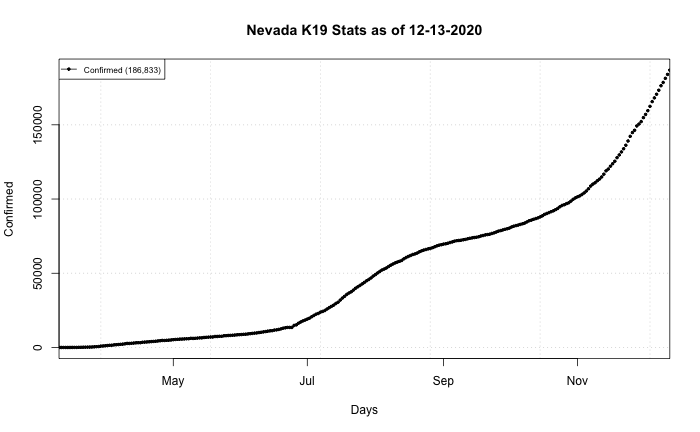 Nevada K19 Stats as of 12-13-2020
Confirmed (186,833)
Confirmed
150000
100000
50000
0
May Jul Sep Nov
Days